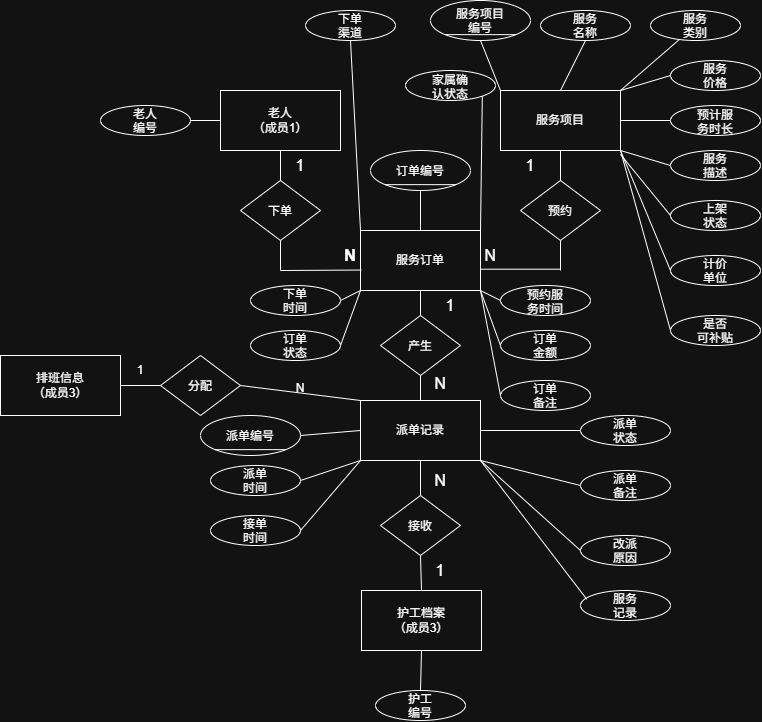 下单
渠道
服务项目
编号
服务
名称
服务
类别
家属确
认状态
服务
价格
老人
编号
老人
（成员1）
服务项目
预计服
务时长
1
订单编号
1
服务
描述
下单
预约
上架
状态
N
服务订单
N
计价
单位
下单
时间
1
预约服
务时间
是否
可补贴
订单
状态
产生
订单
金额
排班信息
（成员3）
1
分配
N
N
订单
备注
派单编号
派单记录
派单
状态
派单
时间
N
派单
备注
接单
时间
接收
改派
原因
1
护工档案
（成员3）
服务
记录
护工
编号